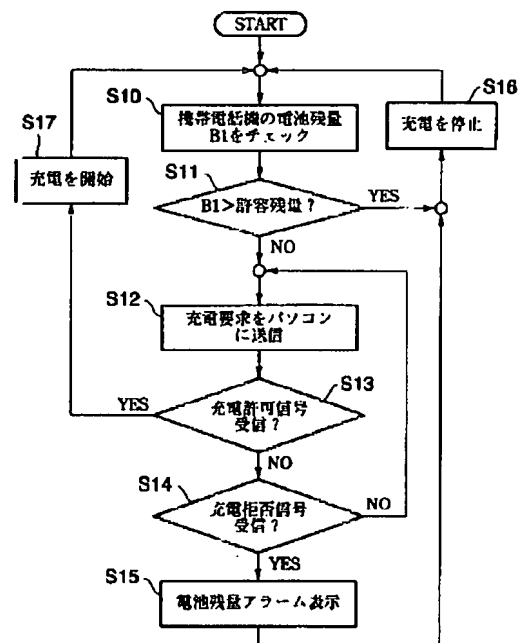 START
S10
携帯電話機の電池残量
B1をチェック
S16
充電を停止
S17
充電を開始
S11
B1>許容残量?
YES
NO
S12
充電要求をパソコン
に送信
S13
充電許可信号
受信?
YES
NO
S14
充電拒否信号
受信?
NO
YES
S15
電池残量アラーム表示